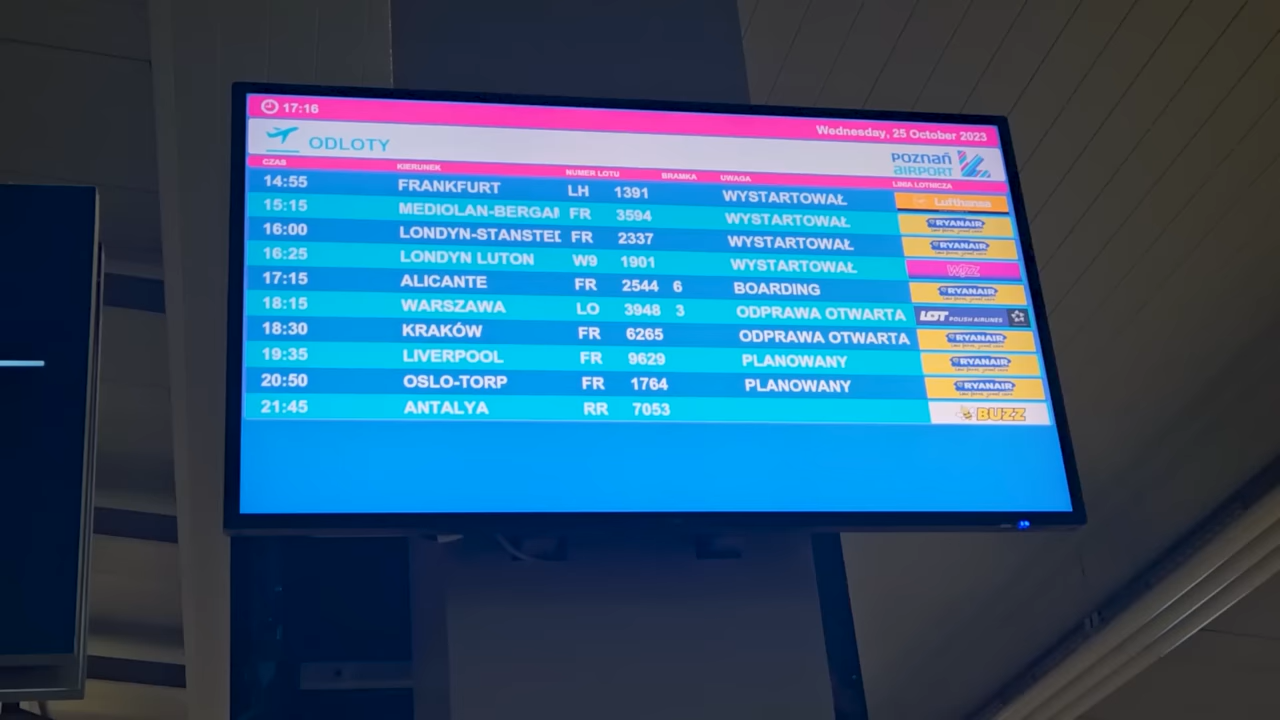 17:16
Wednesday, 25 October 2023
ODLOTY
POZNAŃ AIRPORT
CZAS KIERUNEK NUMER LOTU BRAMKA UWAGA LINIA LOTNICZA
14:55 FRANKFURT LH 1391 WYSTARTOWAŁ Lufthansa
15:15 MEDIOLAN-BERGAM FR 3594 WYSTARTOWAŁ RYANAIR
16:00 LONDYN-STANSTED FR 2337 WYSTARTOWAŁ RYANAIR
16:25 LONDYN LUTON W9 1901 WYSTARTOWAŁ WIZZ
17:15 ALICANTE FR 2544 6 BOARDING RYANAIR
18:15 WARSZAWA LO 3948 3 ODPRAWA OTWARTA LOT POLISH AIRLINES
18:30 KRAKÓW FR 6265 ODPRAWA OTWARTA RYANAIR
19:35 LIVERPOOL FR 9629 PLANOWANY RYANAIR
20:50 OSLO-TORP FR 1764 PLANOWANY RYANAIR
21:45 ANTALYA RR 7053 BUZZ